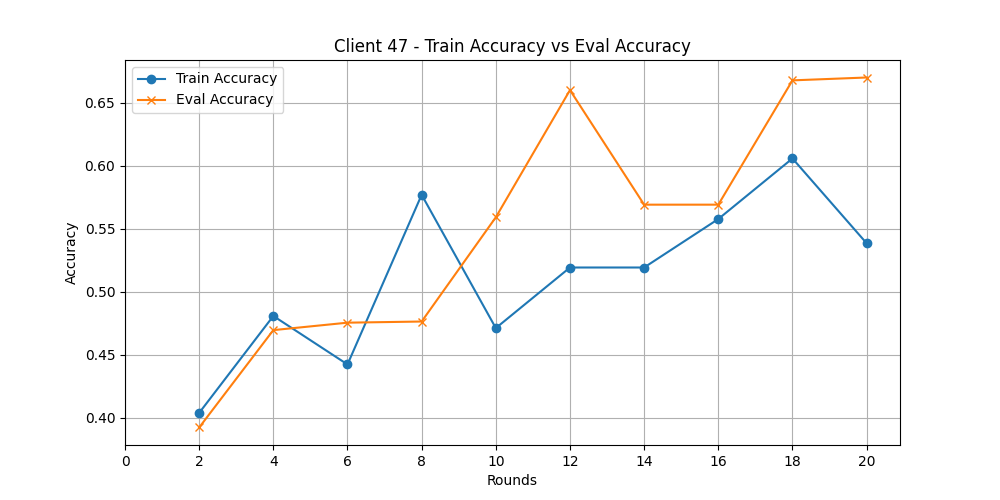 Client 47 - Train Accuracy vs Eval Accuracy
Train Accuracy
Eval Accuracy
Accuracy
0.65
0.60
0.55
0.50
0.45
0.40
0 2 4 6 8 10 12 14 16 18 20
Rounds